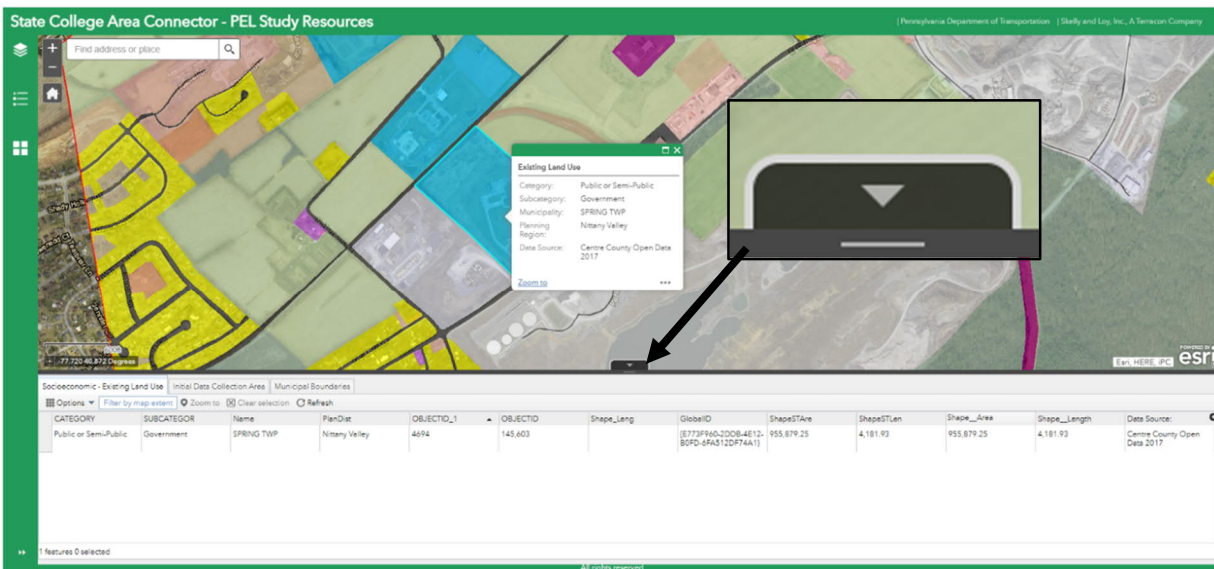 State College Area Connector - PEL Study Resources
| Pennsylvania Department of Transportation | Skelly and Loy, Inc., A Terracon Company
+ Find address or place
−
Existing Land Use
Category: Public or Semi-Public
Subcategory: Government
Municipality: SPRING TWP
Planning Region: Nittany Valley
Data Source: Centre County Open Data 2017
Zoom to •••
600ft
-77.720 40.872 Degrees
Esri, HERE, iPC
POWERED BY
esri
Socioeconomic - Existing Land Use Initial Data Collection Area Municipal Boundaries
Options Filter by map extent Zoom to Clear selection Refresh
CATEGORY SUBCATEGOR Name PlanDist OBJECTID_1 OBJECTID Shape_Leng GlobalID ShapeSTAre ShapeSTLen Shape__Area Shape__Length Data Source:
Public or Semi-Public Government SPRING TWP Nittany Valley 4694 145,603 {E773F960-2DDB-4E12- 955,879.25 4,181.93 955,879.25 4,181.93 Centre County Open
B0FD-6FA512DF74A1} Data 2017
1 features 0 selected
All rights reserved